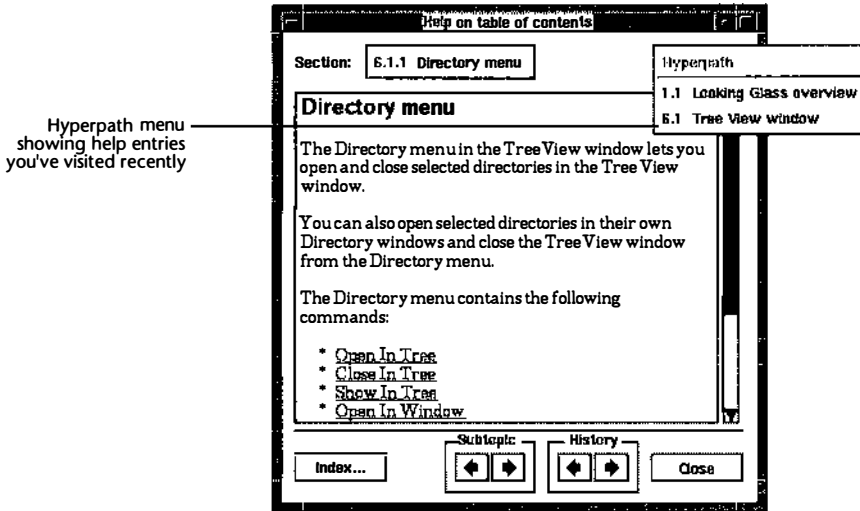 Help on table of contents
Section: 6.1.1 Directory menu
Hyperpath
1.1 Looking Glass overview
6.1 Tree View window
Hyperpath menu
showing help entries
you've visited recently
Directory menu
The Directory menu in the Tree View window lets you
open and close selected directories in the Tree View
window.
You can also open selected directories in their own
Directory windows and close the Tree View window
from the Directory menu.
The Directory menu contains the following
commands:
* Open In Tree
* Close In Tree
* Show In Tree
* Open In Window
Subtopic History
Index... Close